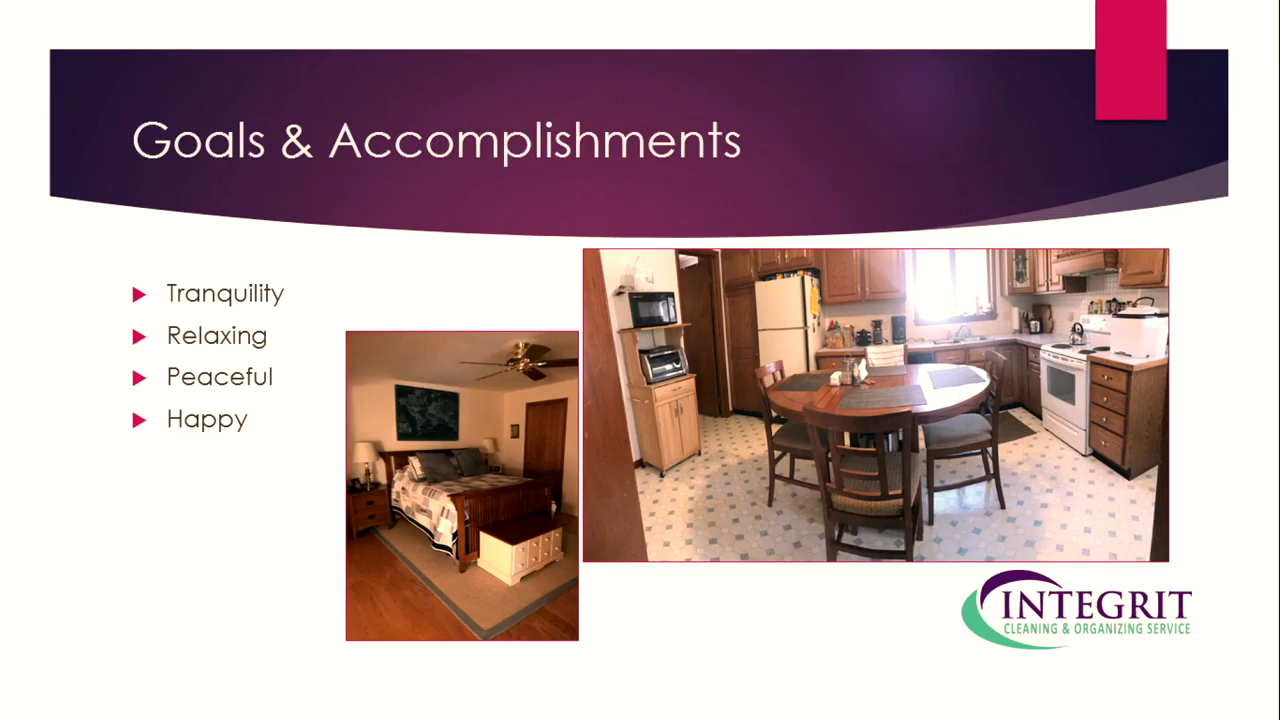 Goals & Accomplishments
Tranquility
Relaxing
Peaceful
Happy
INTEGRIT
CLEANING & ORGANIZING SERVICE